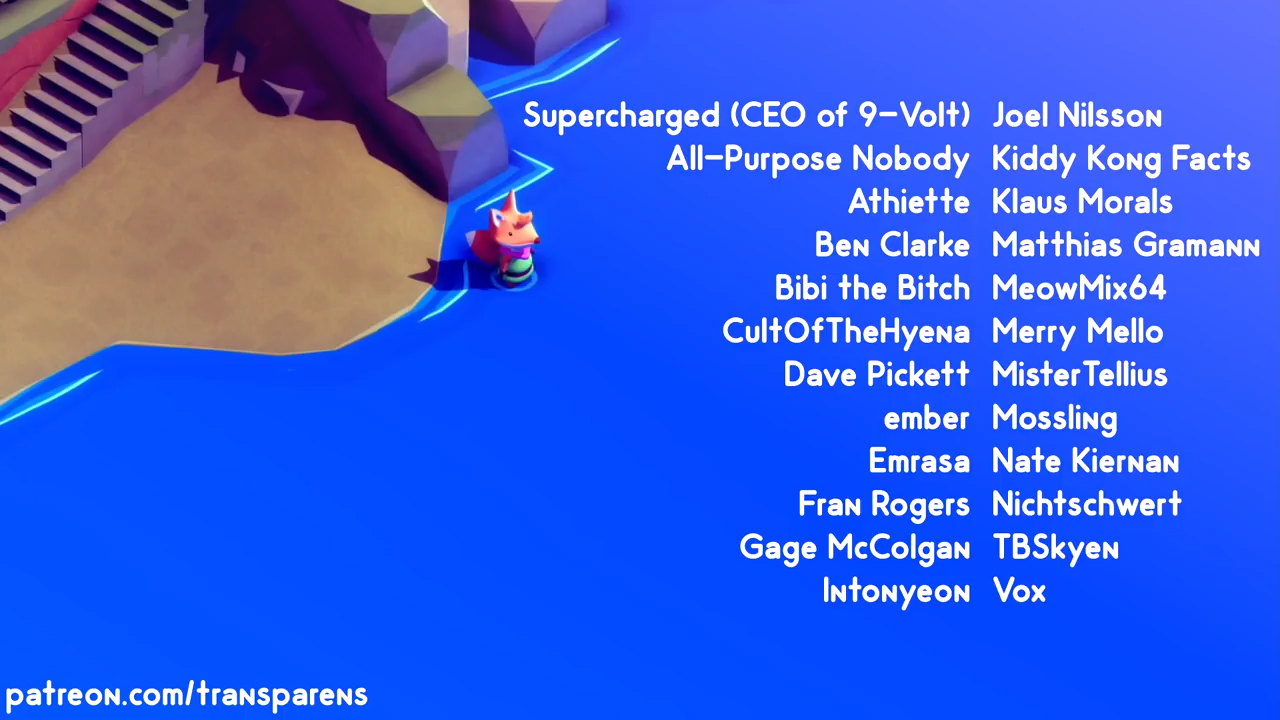 Supercharged (CEO of 9-Volt) Joel Nilsson
All-Purpose Nobody Kiddy Kong Facts
Athiette Klaus Morals
Ben Clarke Matthias Gramann
Bibi the Bitch MeowMix64
CultOfTheHyena Merry Mello
Dave Pickett MisterTellius
ember Mossling
Emrasa Nate Kiernan
Fran Rogers Nichtschwert
Gage McColgan TBSkyen
Intonyeon Vox
patreon.com/transparens